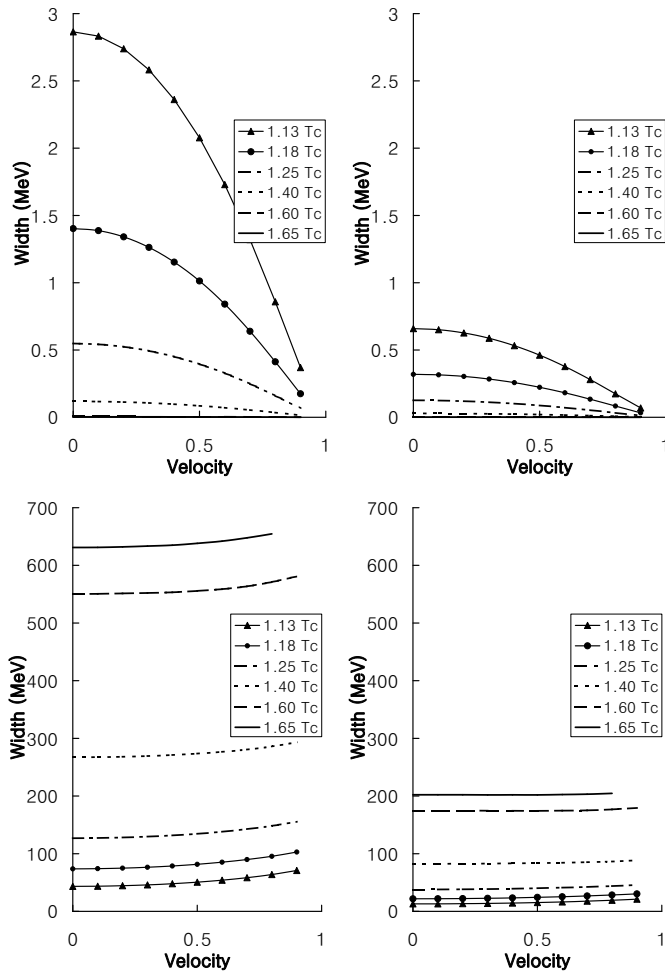 3
2.5
2
1.5
1
0.5
0
0
0.5
1
Width (MeV)
Velocity
1.13 Tc
1.18 Tc
1.25 Tc
1.40 Tc
1.60 Tc
1.65 Tc
3
2.5
2
1.5
1
0.5
0
0
0.5
1
Width (MeV)
Velocity
1.13 Tc
1.18 Tc
1.25 Tc
1.40 Tc
1.60 Tc
1.65 Tc
700
600
500
400
300
200
100
0
0
0.5
1
Width (MeV)
Velocity
1.13 Tc
1.18 Tc
1.25 Tc
1.40 Tc
1.60 Tc
1.65 Tc
700
600
500
400
300
200
100
0
0
0.5
1
Width (MeV)
Velocity
1.13 Tc
1.18 Tc
1.25 Tc
1.40 Tc
1.60 Tc
1.65 Tc